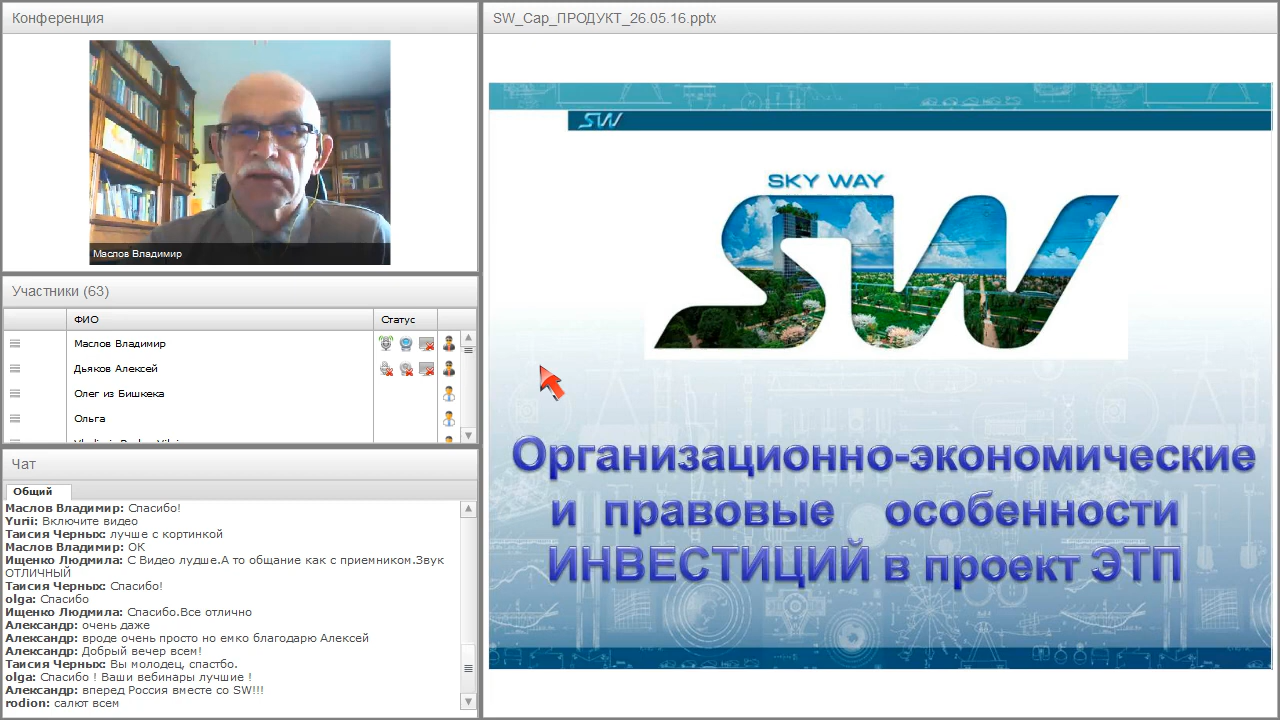 Конференция
Маслов Владимир
Участники (63)
ФИО
Статус
Маслов Владимир
Дьяков Алексей
Олег из Бишкека
Ольга
Чат
Общий
Маслов Владимир: Спасибо!
Yurii: Включите видео
Таисия Черных: лучше с кортинкой
Маслов Владимир: ОК
Ищенко Людмила: С Видео лудше.А то общание как с приемником.Звук
ОТЛИЧНЫЙ
Таисия Черных: Спасибо!
olga: Спасибо
Ищенко Людмила: Спасибо.Все отлично
Александр: очень даже
Александр: вроде очень просто но емко благодарю Алексей
Александр: Добрый вечер всем!
Таисия Черных: Вы молодец, спастбо.
olga: Спасибо ! Ваши вебинары лучшие !
Александр: вперед Россия вместе со SW!!!
rodion: салют всем
SW_Cap_ПРОДУКТ_26.05.16.pptx
SW
SKY WAY
SW
Организационно-экономические
и правовые особенности
ИНВЕСТИЦИЙ в проект ЭТП